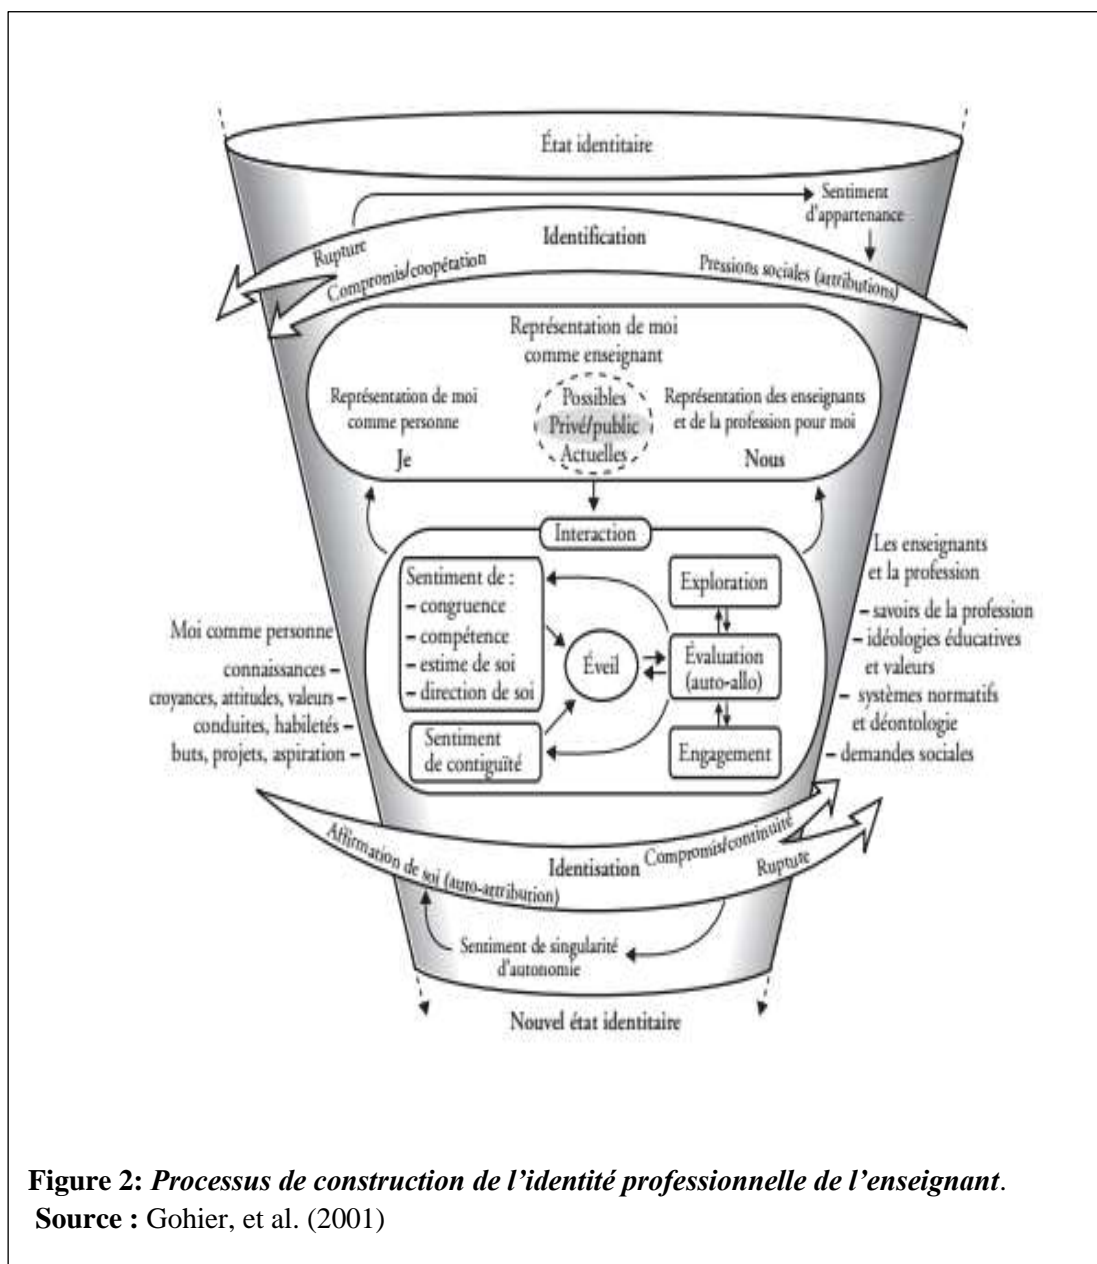 État identitaire
Sentiment
d'appartenance
Identification
Rupture
Compromis/coopération
Pressions sociales (attributions)
Représentation de moi
comme enseignant
Représentation de moi
comme personne
Je
Possibles
Privé/public
Actuelles
Représentation des enseignants
et de la profession pour moi
Nous
Interaction
Sentiment de :
– congruence
– compétence
– estime de soi
– direction de soi
Sentiment
de contiguïté
Éveil
Exploration
Évaluation
(auto-allo)
Engagement
Moi comme personne
connaissances –
croyances, attitudes, valeurs –
conduites, habiletés
buts, projets, aspiration –
Les enseignants
et la profession
– savoirs de la profession
– idéologies éducatives
et valeurs
– systèmes normatifs
et déontologie
– demandes sociales
Affirmation de soi (auto-attribution)
Identisation
Compromis/continuité
Rupture
Sentiment de singularité
d'autonomie
Nouvel état identitaire
Figure 2: Processus de construction de l'identité professionnelle de l'enseignant.
Source : Gohier, et al. (2001)